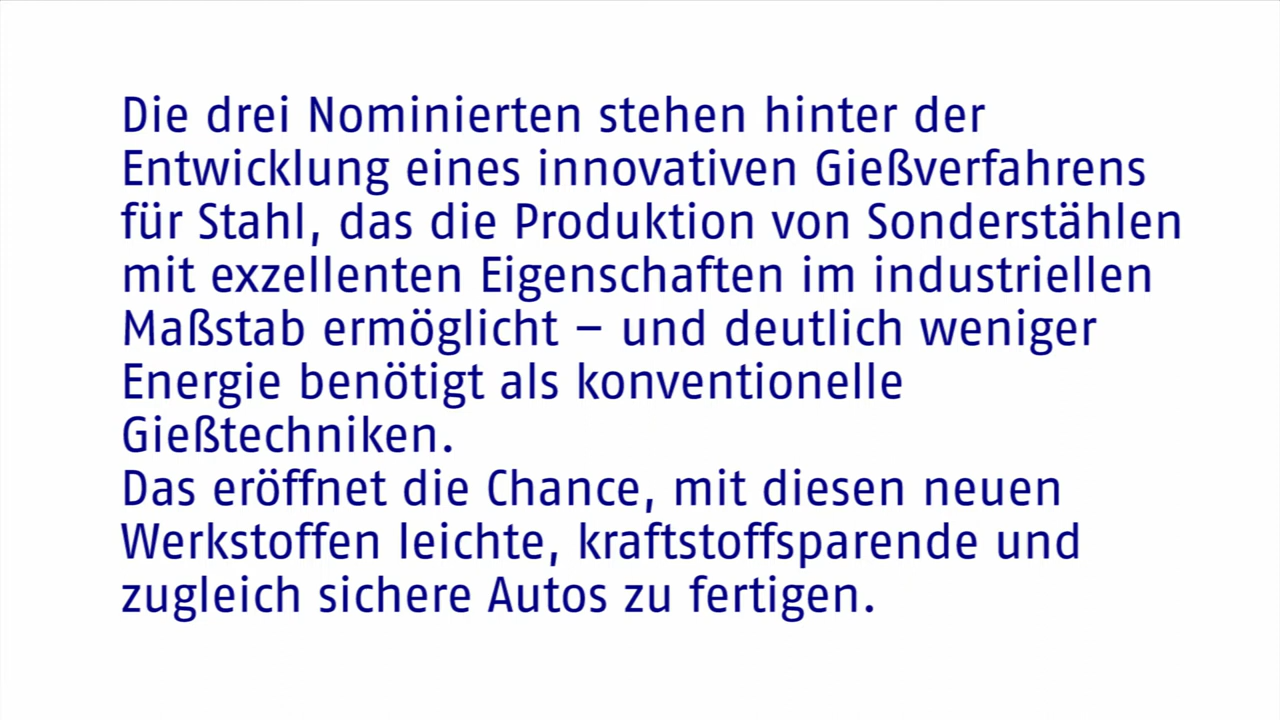 Die drei Nominierten stehen hinter der
Entwicklung eines innovativen Gießverfahrens
für Stahl, das die Produktion von Sonderstählen
mit exzellenten Eigenschaften im industriellen
Maßstab ermöglicht – und deutlich weniger
Energie benötigt als konventionelle
Gießtechniken.
Das eröffnet die Chance, mit diesen neuen
Werkstoffen leichte, kraftstoffsparende und
zugleich sichere Autos zu fertigen.